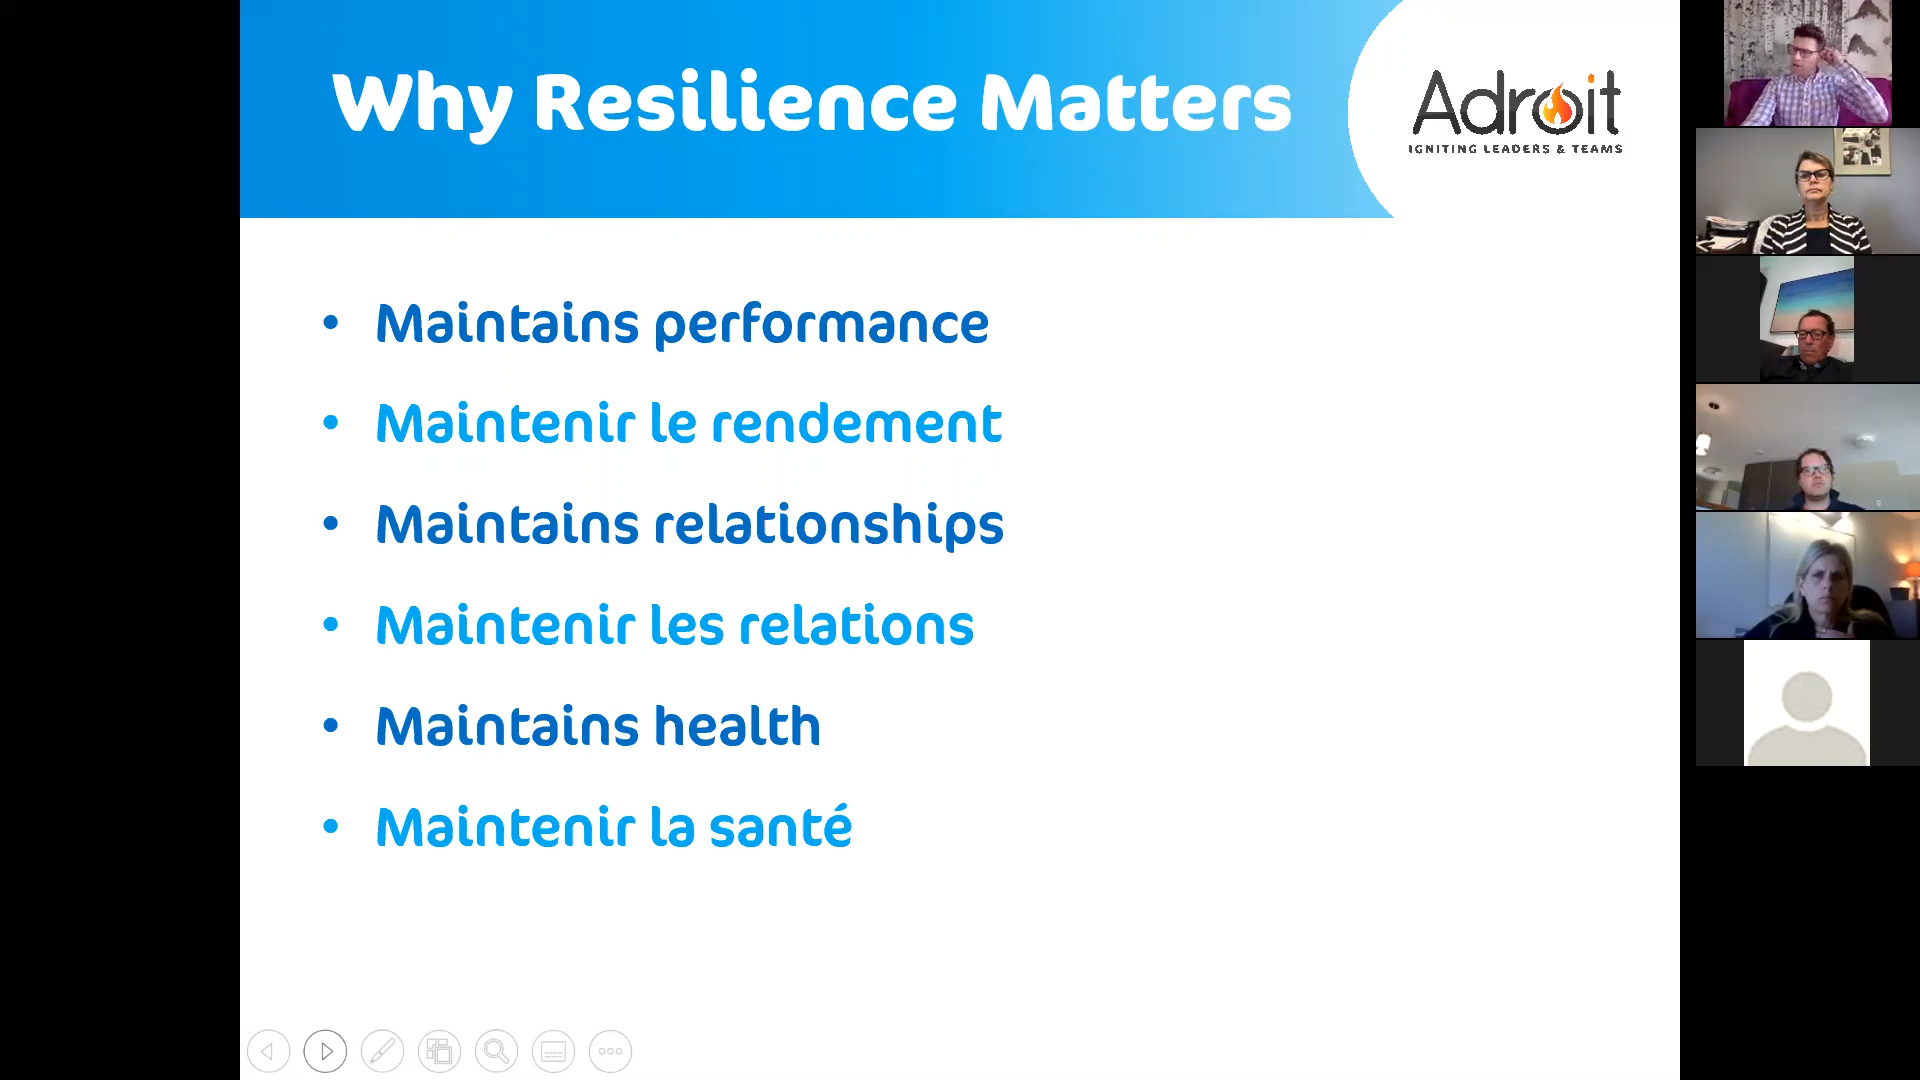 Why Resilience Matters
Adroit
IGNITING LEADERS & TEAMS
• Maintains performance
• Maintenir le rendement
• Maintains relationships
• Maintenir les relations
• Maintains health
• Maintenir la santé